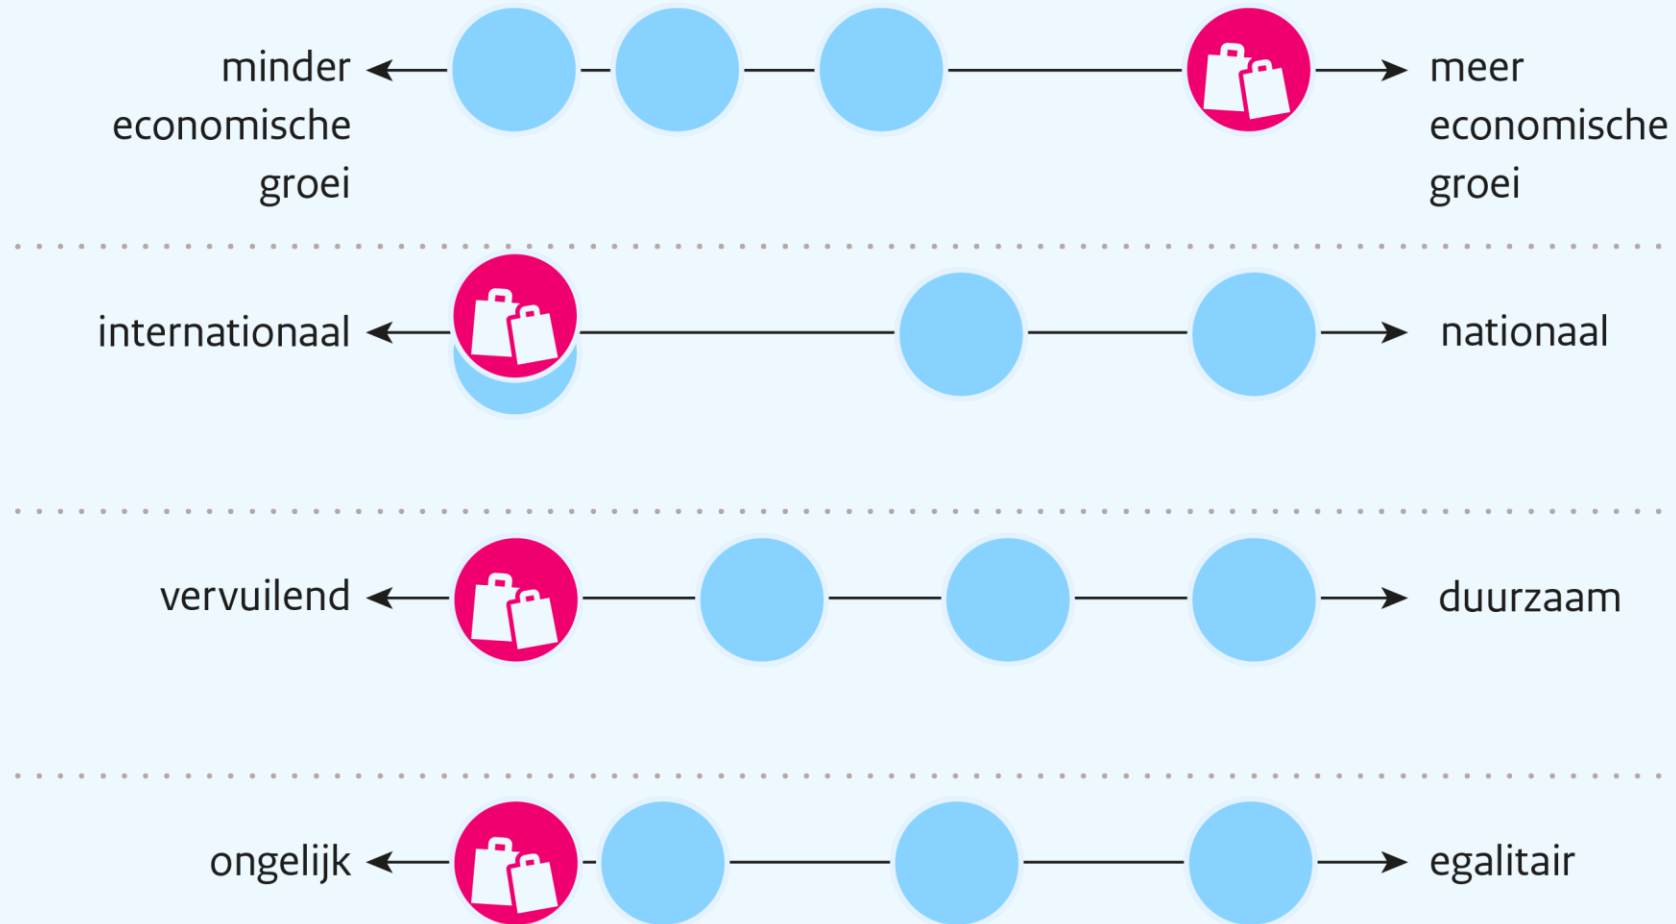 minder
economische
groei
meer
economische
groei
internationaal
nationaal
vervuilend
duurzaam
ongelijk
egalitair